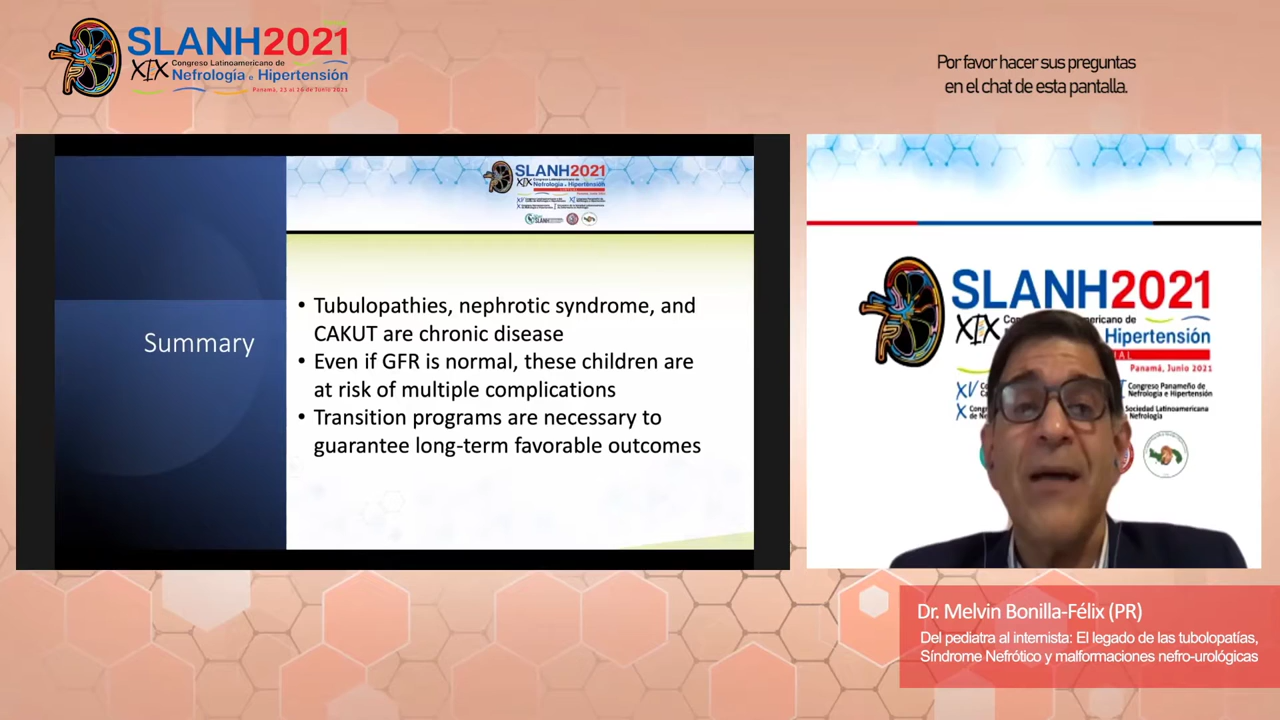 SLANH2021
XIX Congreso Latinoamericano de
Nefrología e Hipertensión
Panamá, 23 al 26 de Junio 2021
Por favor hacer sus preguntas
en el chat de esta pantalla.
SLANH2021
XIX Congreso Latinoamericano de
Nefrología e Hipertensión
Summary
• Tubulopathies, nephrotic syndrome, and
CAKUT are chronic disease
• Even if GFR is normal, these children are
at risk of multiple complications
• Transition programs are necessary to
guarantee long-term favorable outcomes
SLANH2021
XIX
Hipertensión
Panamá, Junio 2021
XV
Congreso Panameño de
Nefrología e Hipertensión
X
Sociedad Latinoamericana
Nefrología
Dr. Melvin Bonilla-Félix (PR)
Del pediatra al internista: El legado de las tubolopatías,
Síndrome Nefrótico y malformaciones nefro-urológicas